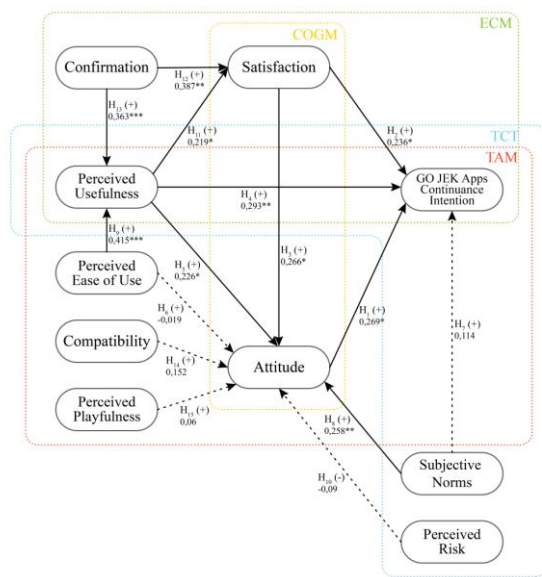 ECM
COGM
Confirmation
H12 (+)
0,387**
Satisfaction
H13 (+)
0,363***
H11 (+)
0,219*
H2 (+)
0,236*
TCT
TAM
Perceived
Usefulness
H4 (+)
0,293**
GO JEK Apps
Continuance
Intention
H9 (+)
0,415***
H3 (+)
0,266*
Perceived
Ease of Use
H5 (+)
0,226*
H6 (+)
-0,019
H1 (+)
0,269*
H7 (+)
0,114
Compatibility
H14 (+)
0,152
Attitude
Perceived
Playfulness
H15 (+)
0,06
H8 (+)
0,258**
Subjective
Norms
H10 (-)
-0,09
Perceived
Risk